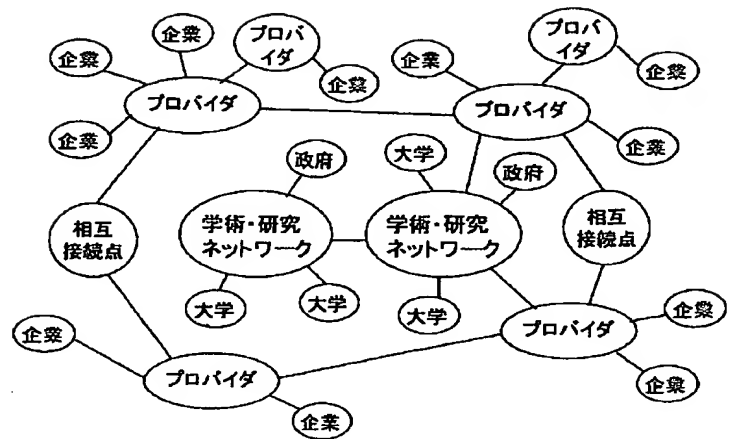 企業
プロバ
イダ
企業
プロバ
イダ
企業
企業
企業
企業
プロバイダ
プロバイダ
企業
企業
政府
大学
政府
相互
接続点
学術・研究
ネットワーク
学術・研究
ネットワーク
相互
接続点
大学
大学
大学
企業
企業
プロバイダ
プロバイダ
企業
企業